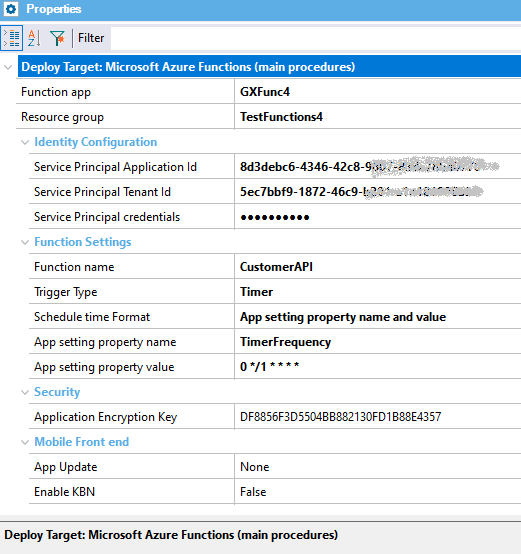 Properties
Filter
Deploy Target: Microsoft Azure Functions (main procedures)
Function app GXFunc4
Resource group TestFunctions4
Identity Configuration
Service Principal Application Id 8d3debc6-4346-42c8-
Service Principal Tenant Id 5ec7bbf9-1872-46c9-
Service Principal credentials ●●●●●●●●●●
Function Settings
Function name CustomerAPI
Trigger Type Timer
Schedule time Format App setting property name and value
App setting property name TimerFrequency
App setting property value 0 */1 * * * *
Security
Application Encryption Key DF8856F3D5504BB882130FD1B88E4357
Mobile Front end
App Update None
Enable KBN False
Deploy Target: Microsoft Azure Functions (main procedures)